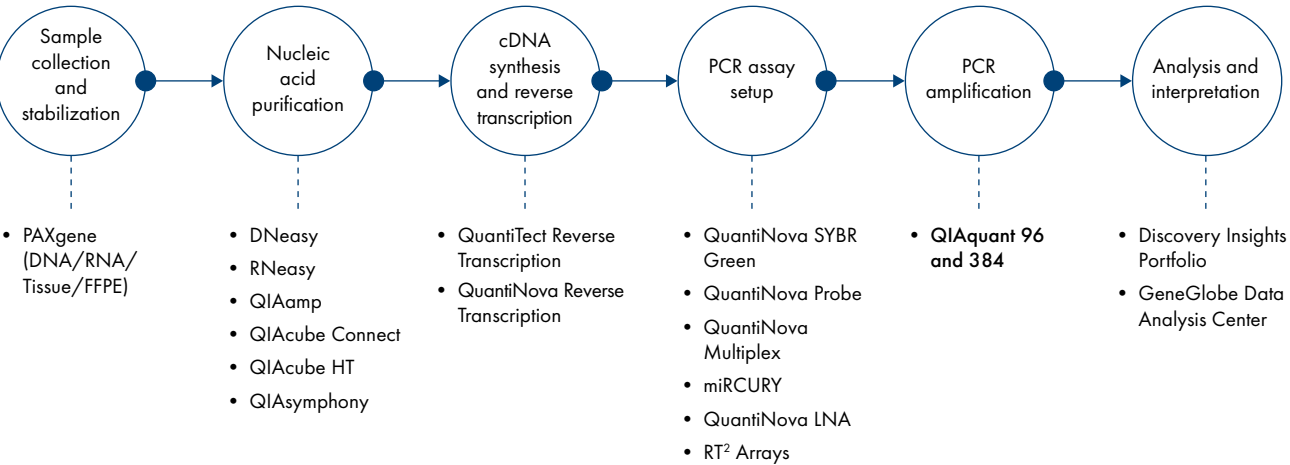 Sample
collection
and
stabilization
Nucleic
acid
purification
cDNA
synthesis
and reverse
transcription
PCR assay
setup
PCR
amplification
Analysis and
interpretation
• PAXgene
(DNA/RNA/
Tissue/FFPE)
• DNeasy
• RNeasy
• QIAamp
• QIAcube Connect
• QIAcube HT
• QIAsymphony
• QuantiTect Reverse
Transcription
• QuantiNova Reverse
Transcription
• QuantiNova SYBR
Green
• QuantiNova Probe
• QuantiNova
Multiplex
• miRCURY
• QuantiNova LNA
• RT² Arrays
• QIAquant 96
and 384
• Discovery Insights
Portfolio
• GeneGlobe Data
Analysis Center